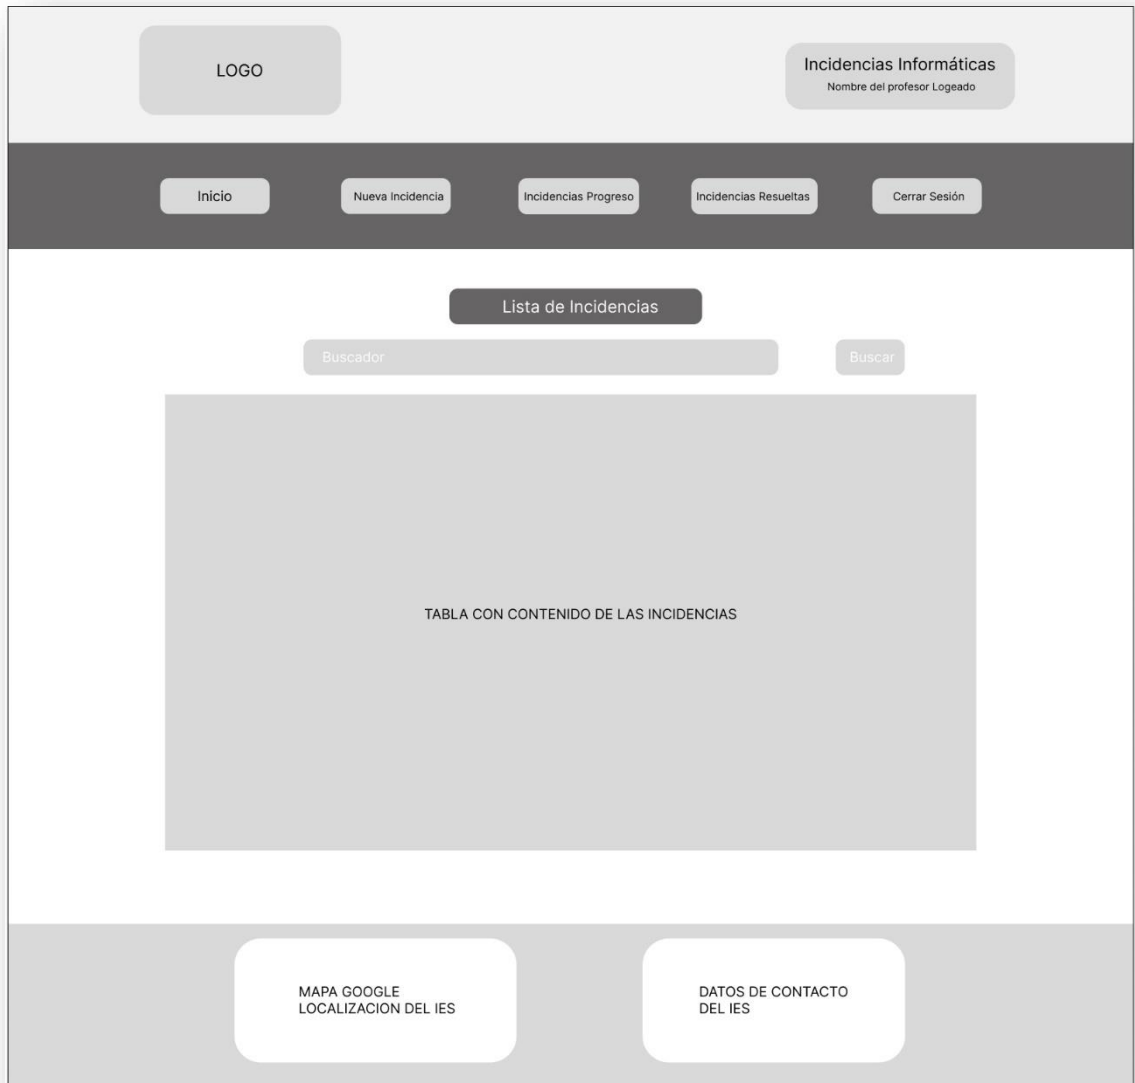 LOGO
Incidencias Informáticas
Nombre del profesor Logeado
Inicio
Nueva Incidencia
Incidencias Progreso
Incidencias Resueltas
Cerrar Sesión
Lista de Incidencias
Buscador
Buscar
TABLA CON CONTENIDO DE LAS INCIDENCIAS
MAPA GOOGLE
LOCALIZACION DEL IES
DATOS DE CONTACTO
DEL IES